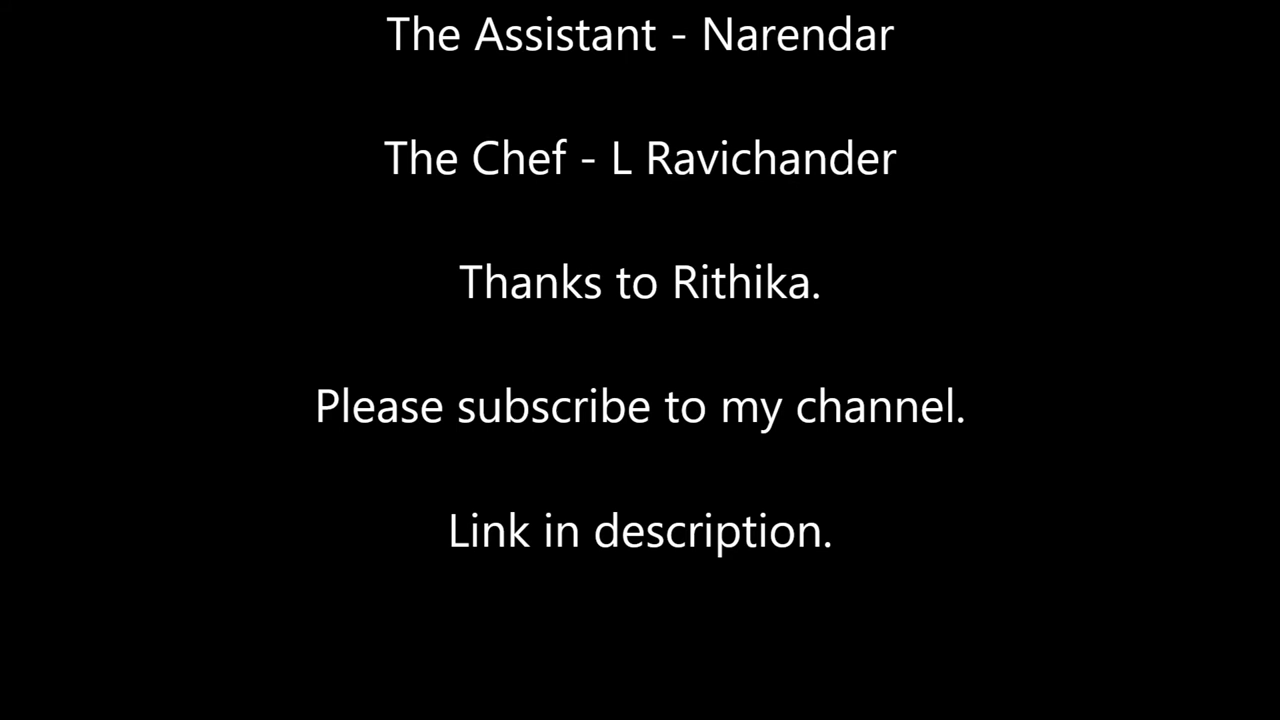 The Assistant - Narendar
The Chef - L Ravichander
Thanks to Rithika.
Please subscribe to my channel.
Link in description.